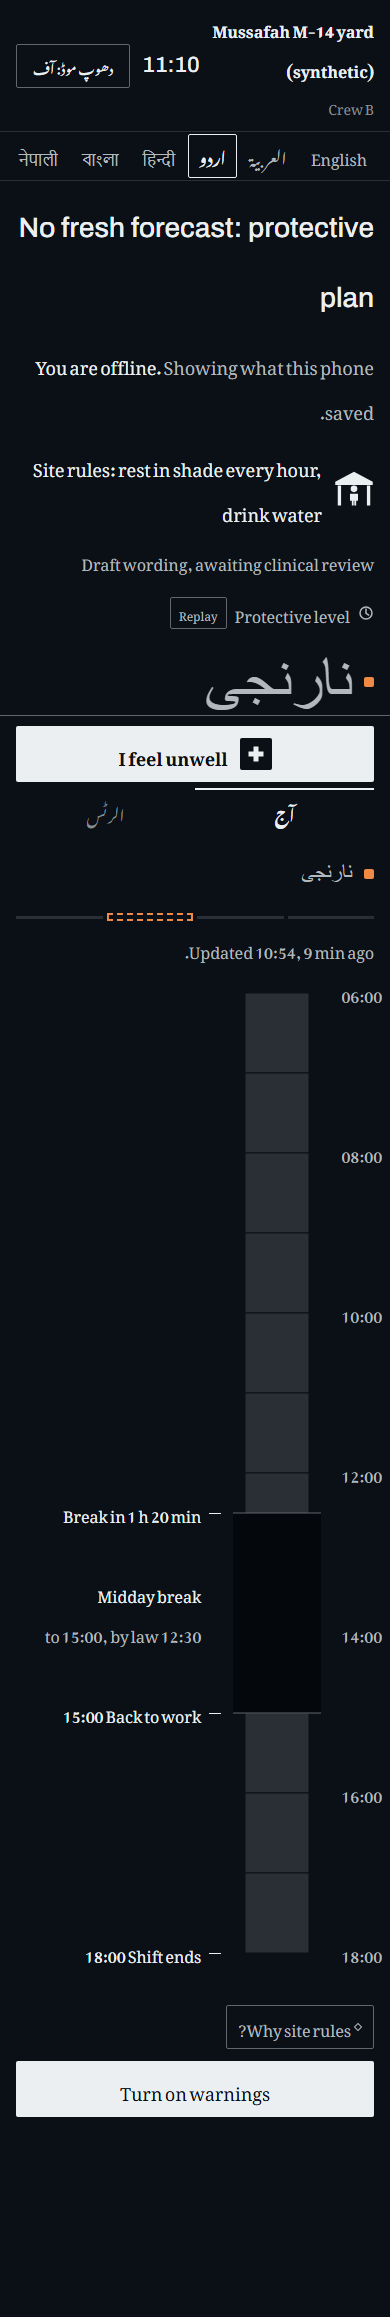 Mussafah M-14 yard
(synthetic)
Crew B
11:10
دھوپ موڈ: آف
English
العربية
اردو
हिन्दी
বাংলা
नेपाली
No fresh forecast: protective
plan
You are offline. Showing what this phone
saved.
Site rules: rest in shade every hour,
drink water
Draft wording, awaiting clinical review
Protective level
Replay
نارنجی
I feel unwell
آج
الرٹس
نارنجی
Updated 10:54, 9 min ago.
06:00
08:00
10:00
12:00
Break in 1 h 20 min
Midday break
to 15:00, by law 12:30
14:00
15:00 Back to work
16:00
18:00 Shift ends
18:00
Why site rules?
Turn on warnings